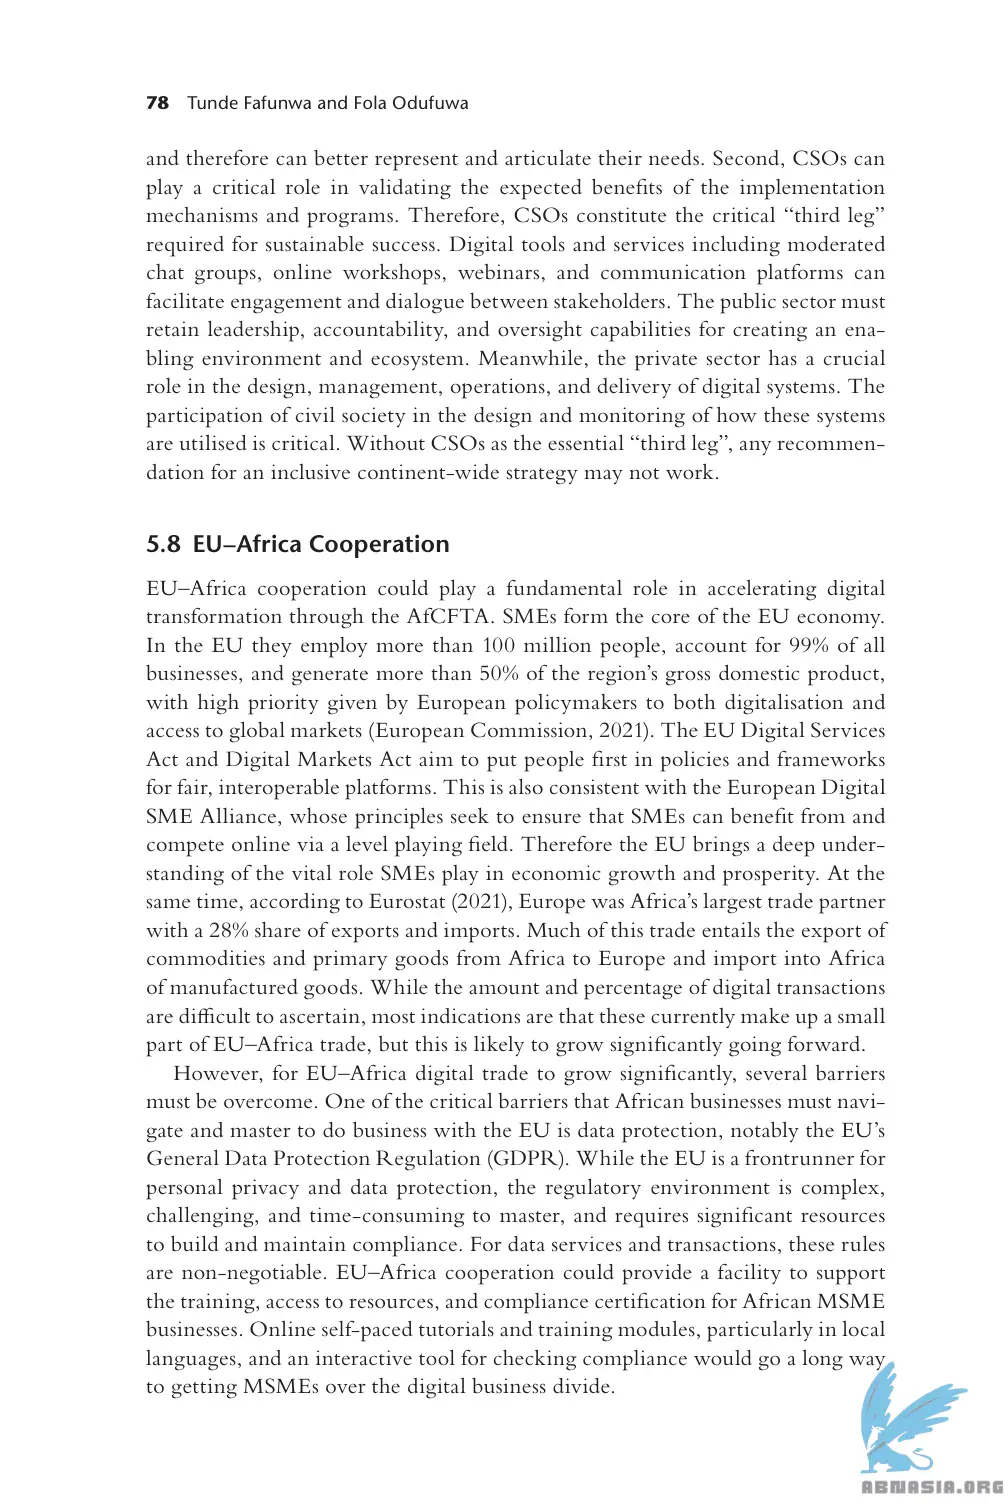 78 Tunde Fafunwa and Fola Odufuwa
and therefore can better represent and articulate their needs. Second, CSOs can
play a critical role in validating the expected benefits of the implementation
mechanisms and programs. Therefore, CSOs constitute the critical “third leg”
required for sustainable success. Digital tools and services including moderated
chat groups, online workshops, webinars, and communication platforms can
facilitate engagement and dialogue between stakeholders. The public sector must
retain leadership, accountability, and oversight capabilities for creating an ena-
bling environment and ecosystem. Meanwhile, the private sector has a crucial
role in the design, management, operations, and delivery of digital systems. The
participation of civil society in the design and monitoring of how these systems
are utilised is critical. Without CSOs as the essential “third leg”, any recommen-
dation for an inclusive continent-wide strategy may not work.
5.8 EU–Africa Cooperation
EU–Africa cooperation could play a fundamental role in accelerating digital
transformation through the AfCFTA. SMEs form the core of the EU economy.
In the EU they employ more than 100 million people, account for 99% of all
businesses, and generate more than 50% of the region’s gross domestic product,
with high priority given by European policymakers to both digitalisation and
access to global markets (European Commission, 2021). The EU Digital Services
Act and Digital Markets Act aim to put people first in policies and frameworks
for fair, interoperable platforms. This is also consistent with the European Digital
SME Alliance, whose principles seek to ensure that SMEs can benefit from and
compete online via a level playing field. Therefore the EU brings a deep under-
standing of the vital role SMEs play in economic growth and prosperity. At the
same time, according to Eurostat (2021), Europe was Africa’s largest trade partner
with a 28% share of exports and imports. Much of this trade entails the export of
commodities and primary goods from Africa to Europe and import into Africa
of manufactured goods. While the amount and percentage of digital transactions
are difficult to ascertain, most indications are that these currently make up a small
part of EU–Africa trade, but this is likely to grow significantly going forward.
However, for EU–Africa digital trade to grow significantly, several barriers
must be overcome. One of the critical barriers that African businesses must navi-
gate and master to do business with the EU is data protection, notably the EU’s
General Data Protection Regulation (GDPR). While the EU is a frontrunner for
personal privacy and data protection, the regulatory environment is complex,
challenging, and time-consuming to master, and requires significant resources
to build and maintain compliance. For data services and transactions, these rules
are non-negotiable. EU–Africa cooperation could provide a facility to support
the training, access to resources, and compliance certification for African MSME
businesses. Online self-paced tutorials and training modules, particularly in local
languages, and an interactive tool for checking compliance would go a long way
to getting MSMEs over the digital business divide.
ABNASIA.ORG